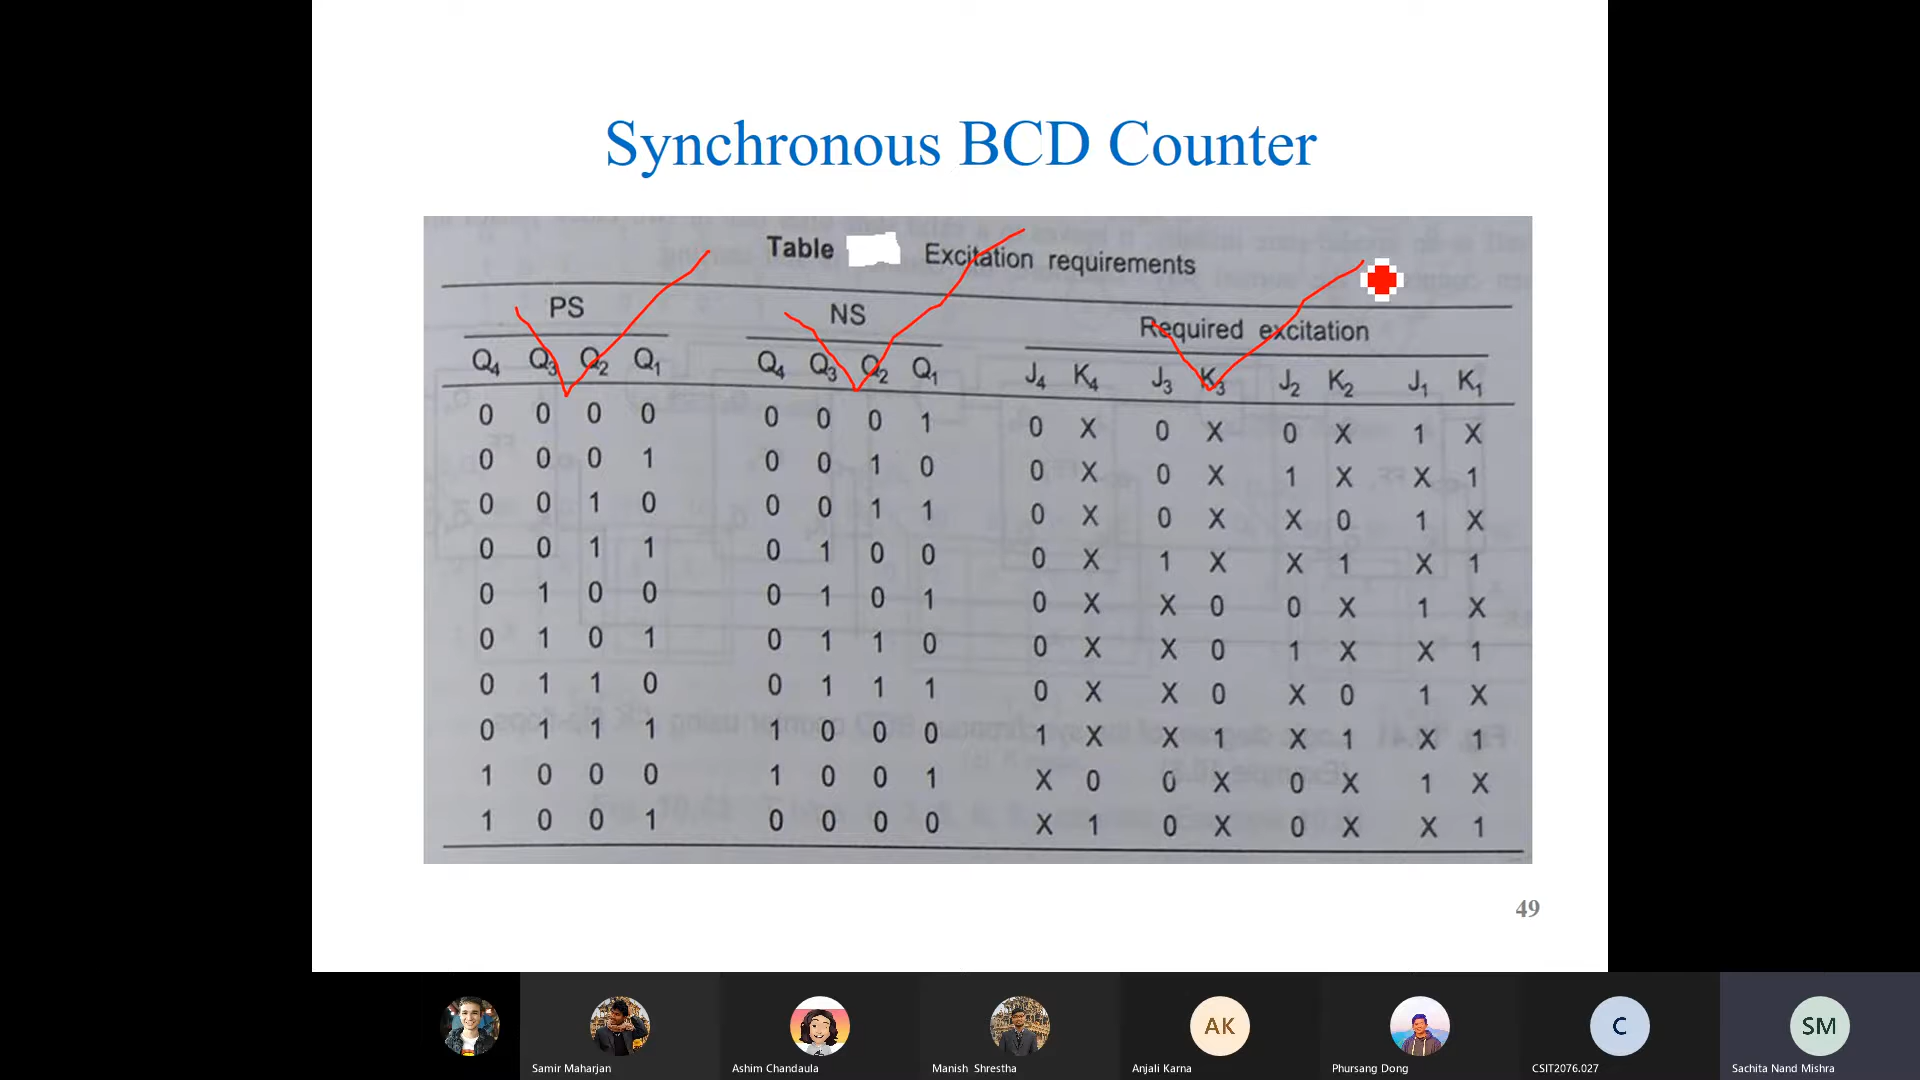 Synchronous BCD Counter
Table Excitation requirements
PS NS Required excitation
Q4 Q3 Q2 Q1 Q4 Q3 Q2 Q1 J4 K4 J3 K3 J2 K2 J1 K1
0 0 0 0 0 0 0 1 0 X 0 X 0 X 1 X
0 0 0 1 0 0 1 0 0 X 0 X 1 X X 1
0 0 1 0 0 0 1 1 0 X 0 X X 0 1 X
0 0 1 1 0 1 0 0 0 X 1 X X 1 X 1
0 1 0 0 0 1 0 1 0 X X 0 0 X 1 X
0 1 0 1 0 1 1 0 0 X X 0 1 X X 1
0 1 1 0 0 1 1 1 0 X X 0 X 0 1 X
0 1 1 1 1 0 0 0 1 X X 1 X 1 X 1
1 0 0 0 1 0 0 1 X 0 0 X 0 X 1 X
1 0 0 1 0 0 0 0 X 1 0 X 0 X X 1
49
AK C SM
Samir Maharjan Ashim Chandaula Manish Shrestha Anjali Karna Phursang Dong CSIT2076.027 Sachita Nand Mishra